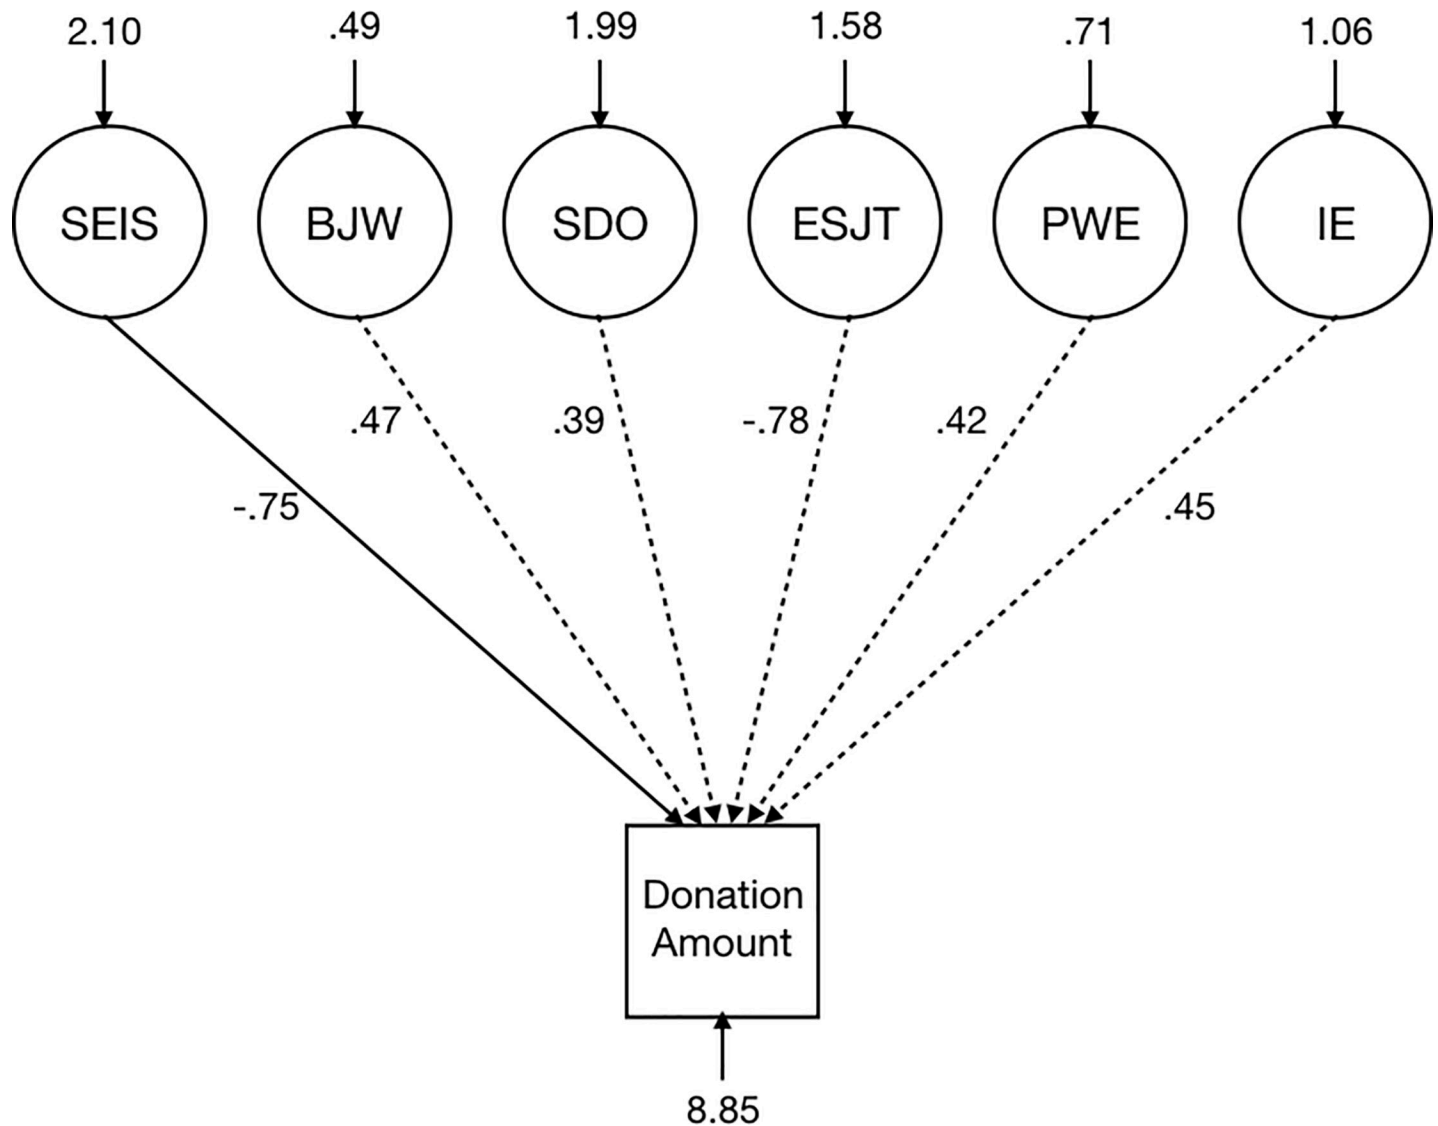 2.10 .49 1.99 1.58 .71 1.06
SEIS BJW SDO ESJT PWE IE
.47 .39 -.78 .42
-.75 .45
Donation
Amount
8.85